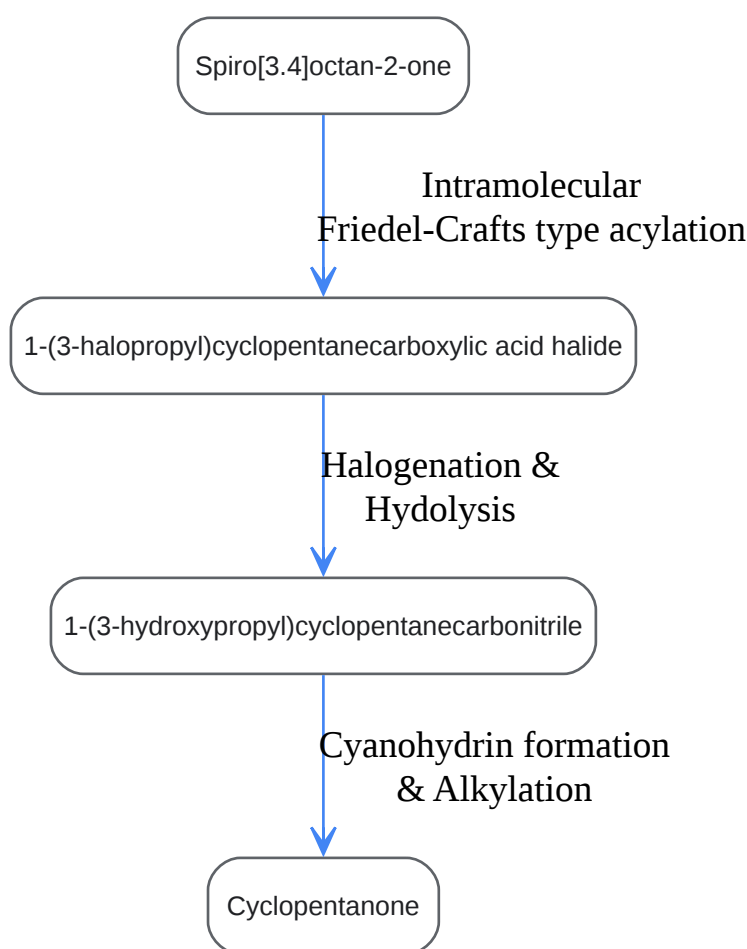 Spiro[3.4]octan-2-one
Intramolecular
Friedel-Crafts type acylation
1-(3-halopropyl)cyclopentanecarboxylic acid halide
Halogenation &
Hydolysis
1-(3-hydroxypropyl)cyclopentanecarbonitrile
Cyanohydrin formation
& Alkylation
Cyclopentanone